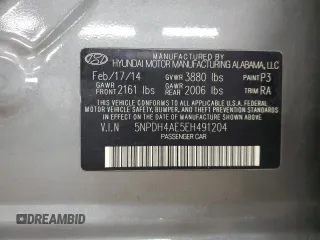 MANUFACTURED BY
HYUNDAI MOTOR MANUFACTURING ALABAMA, LLC
Feb/17/14 GVWR 3880 lbs PAINT P3
GAWR FRONT 2161 lbs GAWR REAR 2006 lbs TRIM RA
THIS VEHICLE CONFORMS TO ALL APPLICABLE U.S.A. FEDERAL
MOTOR VEHICLE SAFETY, BUMPER, AND THEFT PREVENTION
STANDARDS IN EFFECT ON THE DATE OF MANUFACTURE SHOWN ABOVE.
V.I.N 5NPDH4AE5EH491204
DREAMBID